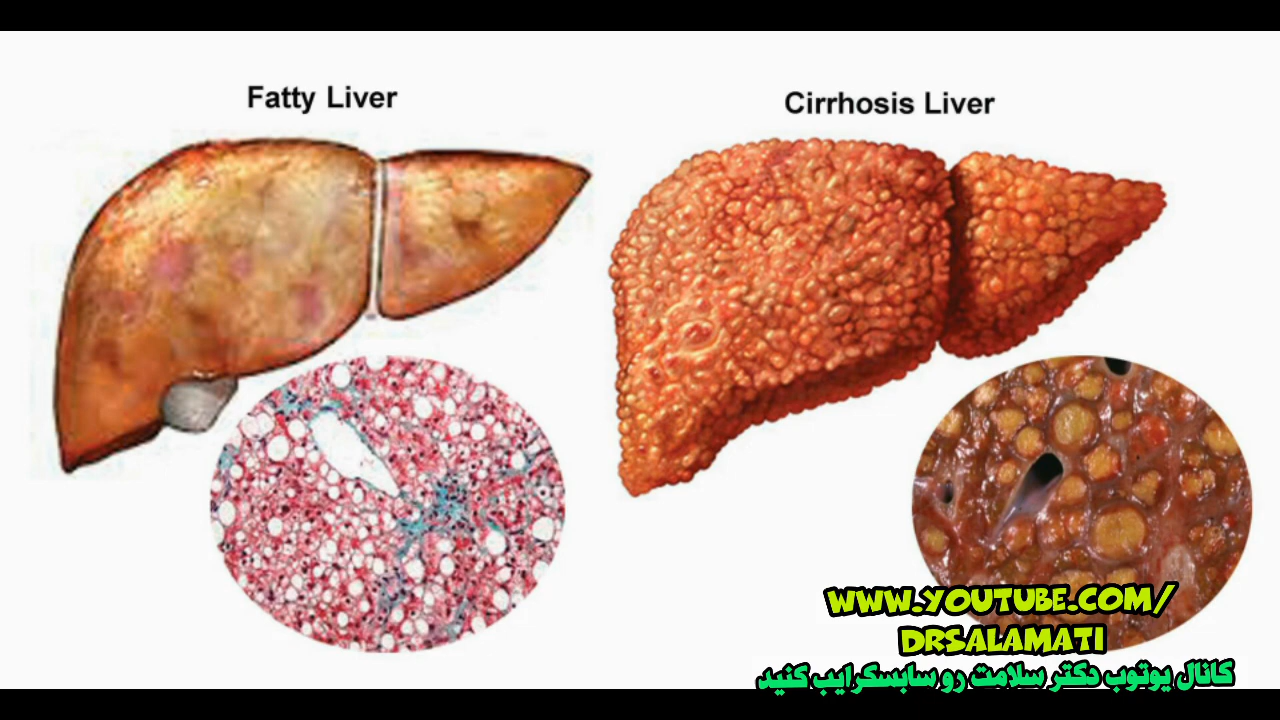 Fatty Liver
Cirrhosis Liver
WWW.YOUTUBE.COM/
DRSALAMATI
کانال یوتوب دکتر سلامت رو سابسکرایب کنید